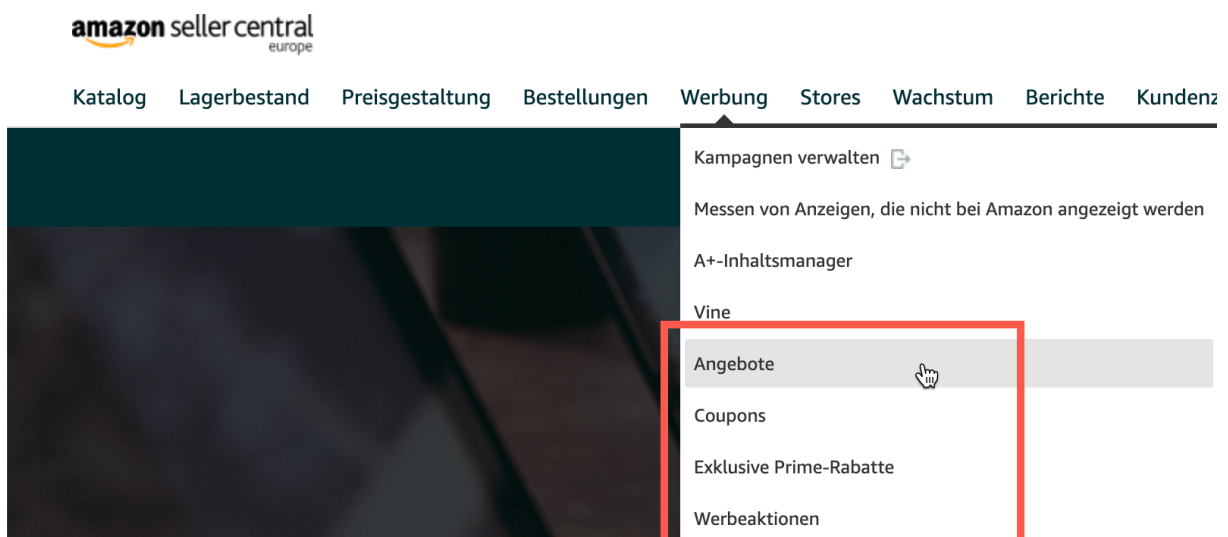 amazon seller central
europe
Katalog Lagerbestand Preisgestaltung Bestellungen Werbung Stores Wachstum Berichte
Kampagnen verwalten
Messen von Anzeigen, die nicht bei Amazon angezeigt werden
A+-Inhaltsmanager
Vine
Angebote
Coupons
Exklusive Prime-Rabatte
Werbeaktionen